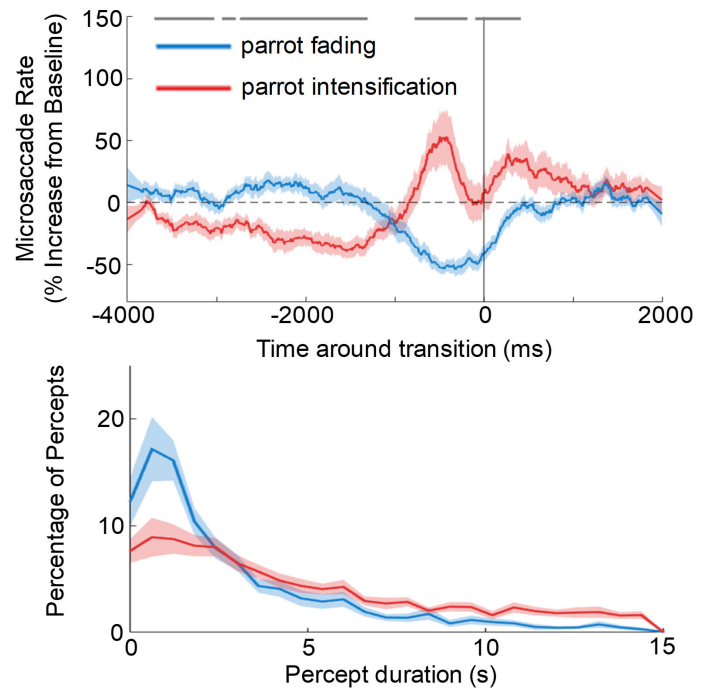 150
100
50
0
-50
Microsaccade Rate
(% Increase from Baseline)
parrot fading
parrot intensification
-4000
-2000
0
2000
Time around transition (ms)
20
10
0
Percentage of Percepts
0
5
10
15
Percept duration (s)